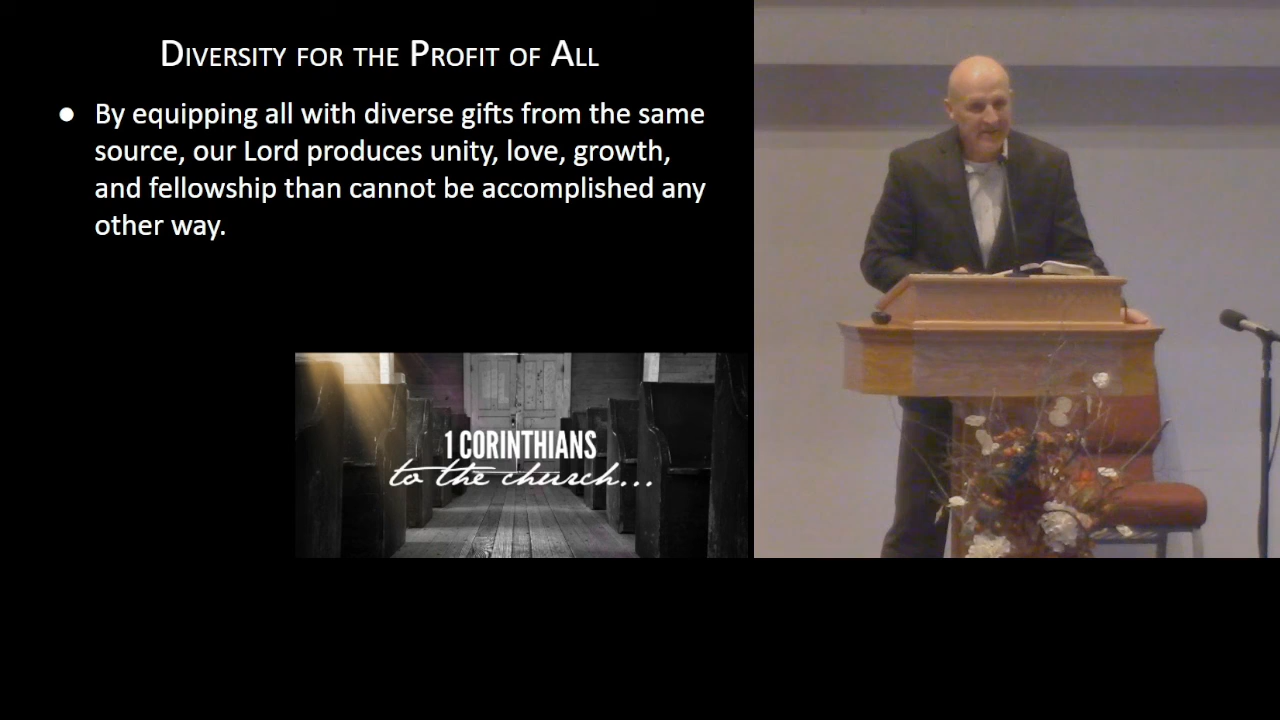 Diversity for the Profit of All
● By equipping all with diverse gifts from the same
source, our Lord produces unity, love, growth,
and fellowship than cannot be accomplished any
other way.
1 CORINTHIANS
to the church...